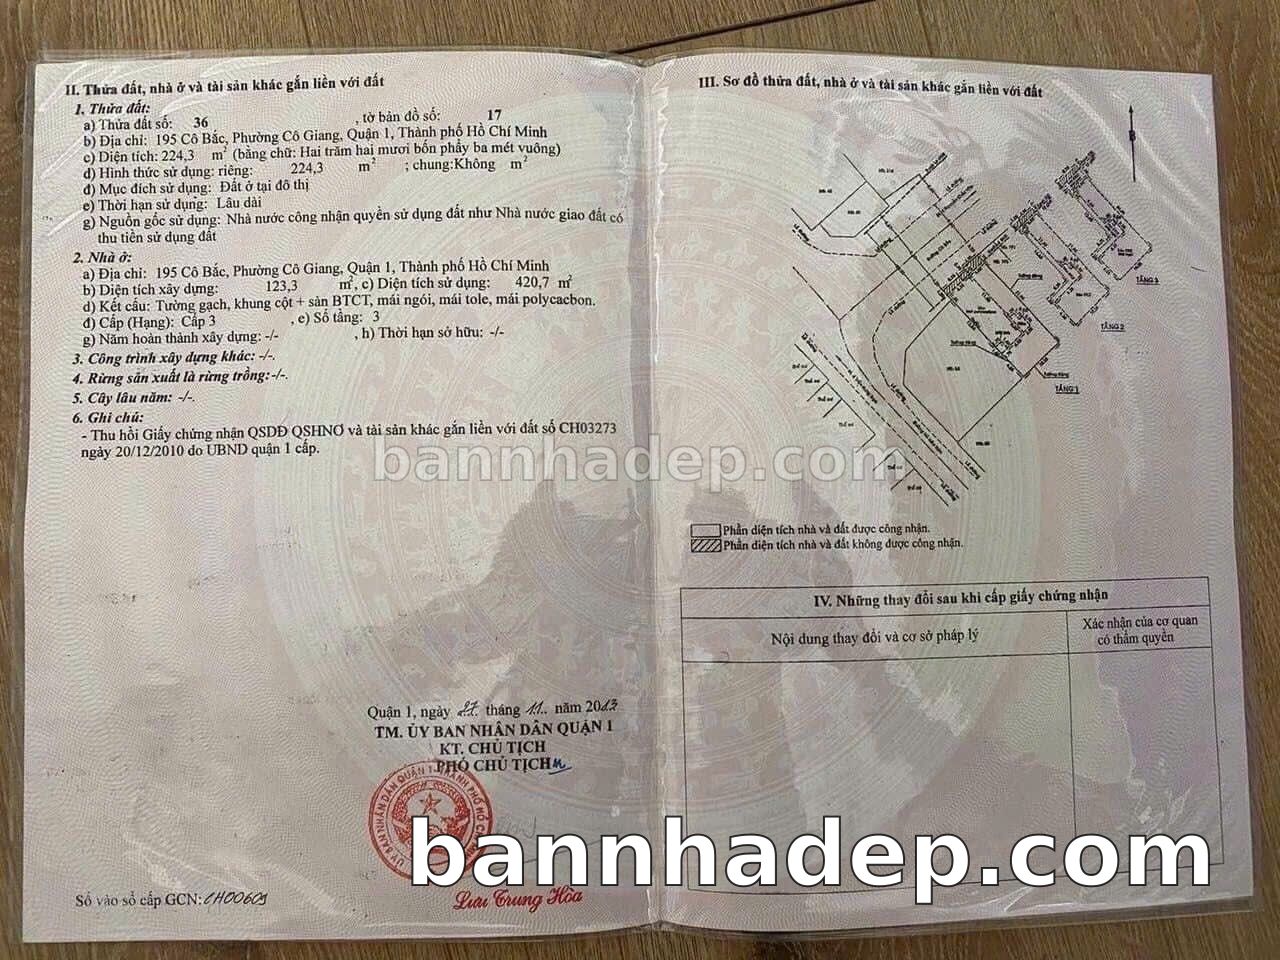 II. Thửa đất, nhà ở và tài sản khác gắn liền với đất
1. Thửa đất:
a) Thửa đất số: 36 , tờ bản đồ số: 17
b) Địa chỉ: 195 Cô Bắc, Phường Cô Giang, Quận 1, Thành phố Hồ Chí Minh
c) Diện tích: 224,3 m² (bằng chữ: Hai trăm hai mươi bốn phẩy ba mét vuông)
d) Hình thức sử dụng: riêng: 224,3 m² ; chung:Không m²
đ) Mục đích sử dụng: Đất ở tại đô thị
e) Thời hạn sử dụng: Lâu dài
g) Nguồn gốc sử dụng: Nhà nước công nhận quyền sử dụng đất như Nhà nước giao đất có
thu tiền sử dụng đất
2. Nhà ở:
a) Địa chỉ: 195 Cô Bắc, Phường Cô Giang, Quận 1, Thành phố Hồ Chí Minh
b) Diện tích xây dựng: 123,3 m², c) Diện tích sử dụng: 420,7 m²
d) Kết cấu: Tường gạch, khung cột + sàn BTCT, mái ngói, mái tole, mái polycacbon.
đ) Cấp (Hạng): Cấp 3 , e) Số tầng: 3
g) Năm hoàn thành xây dựng: -/- , h) Thời hạn sở hữu: -/-
3. Công trình xây dựng khác: -/-.
4. Rừng sản xuất là rừng trồng:-/-.
5. Cây lâu năm: -/-.
6. Ghi chú:
- Thu hồi Giấy chứng nhận QSDĐ QSHNƠ và tài sản khác gắn liền với đất số CH03273
ngày 20/12/2010 do UBND quận 1 cấp.
bannhadep.com
Quận 1, ngày 27 tháng 11 năm 2013
TM. ỦY BAN NHÂN DÂN QUẬN 1
KT. CHỦ TỊCH
PHÓ CHỦ TỊCH
Lưu Trung Hòa
Số vào sổ cấp GCN: CH00609
III. Sơ đồ thửa đất, nhà ở và tài sản khác gắn liền với đất
B
TẦNG 3
TẦNG 2
TẦNG 1
Phần diện tích nhà và đất được công nhận.
Phần diện tích nhà và đất không được công nhận.
IV. Những thay đổi sau khi cấp giấy chứng nhận
Nội dung thay đổi và cơ sở pháp lý
Xác nhận của cơ quan
có thẩm quyền
bannhadep.com